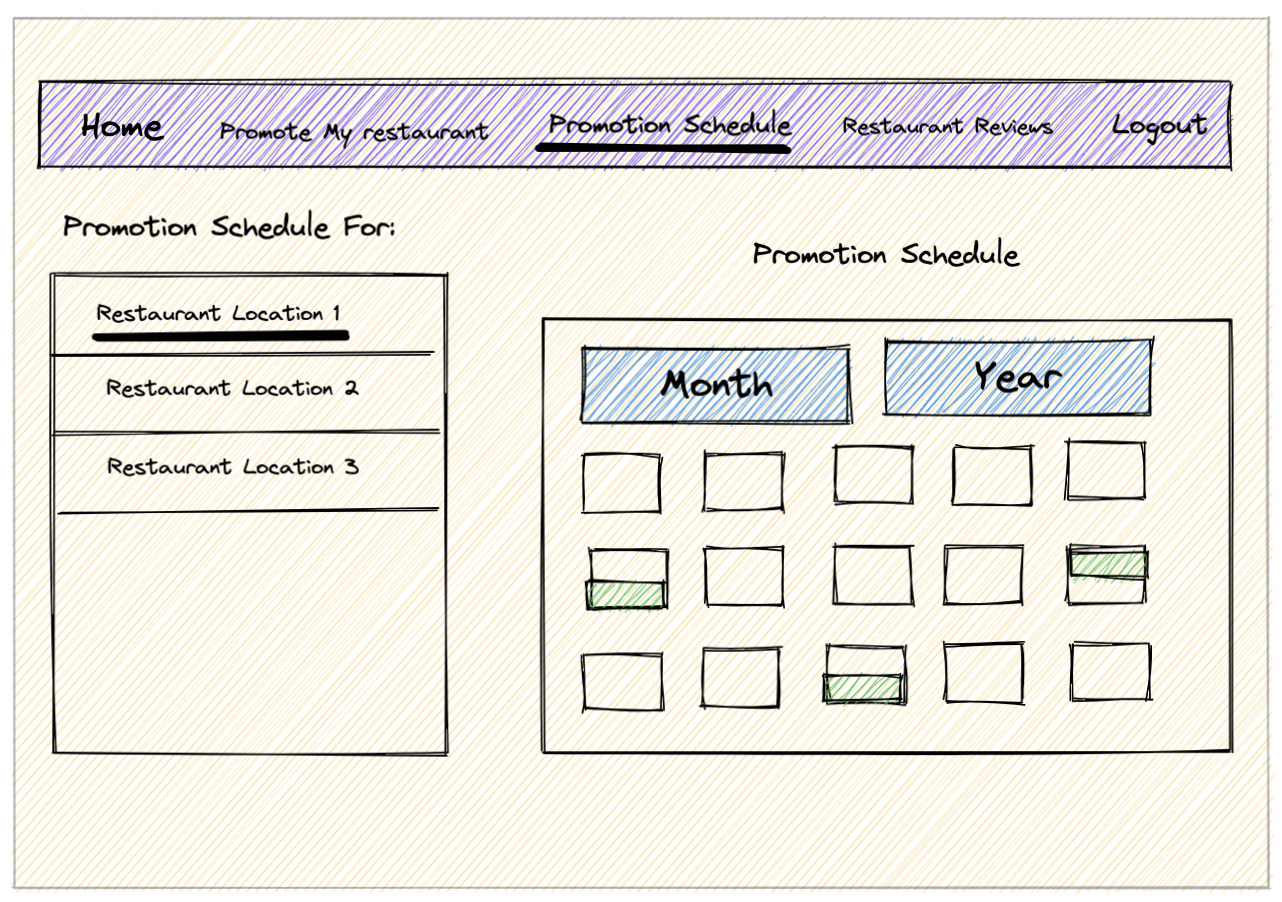 Home Promote My restaurant Promotion Schedule Restaurant Reviews Logout
Promotion Schedule For:
Restaurant Location 1
Restaurant Location 2
Restaurant Location 3
Promotion Schedule
Month Year